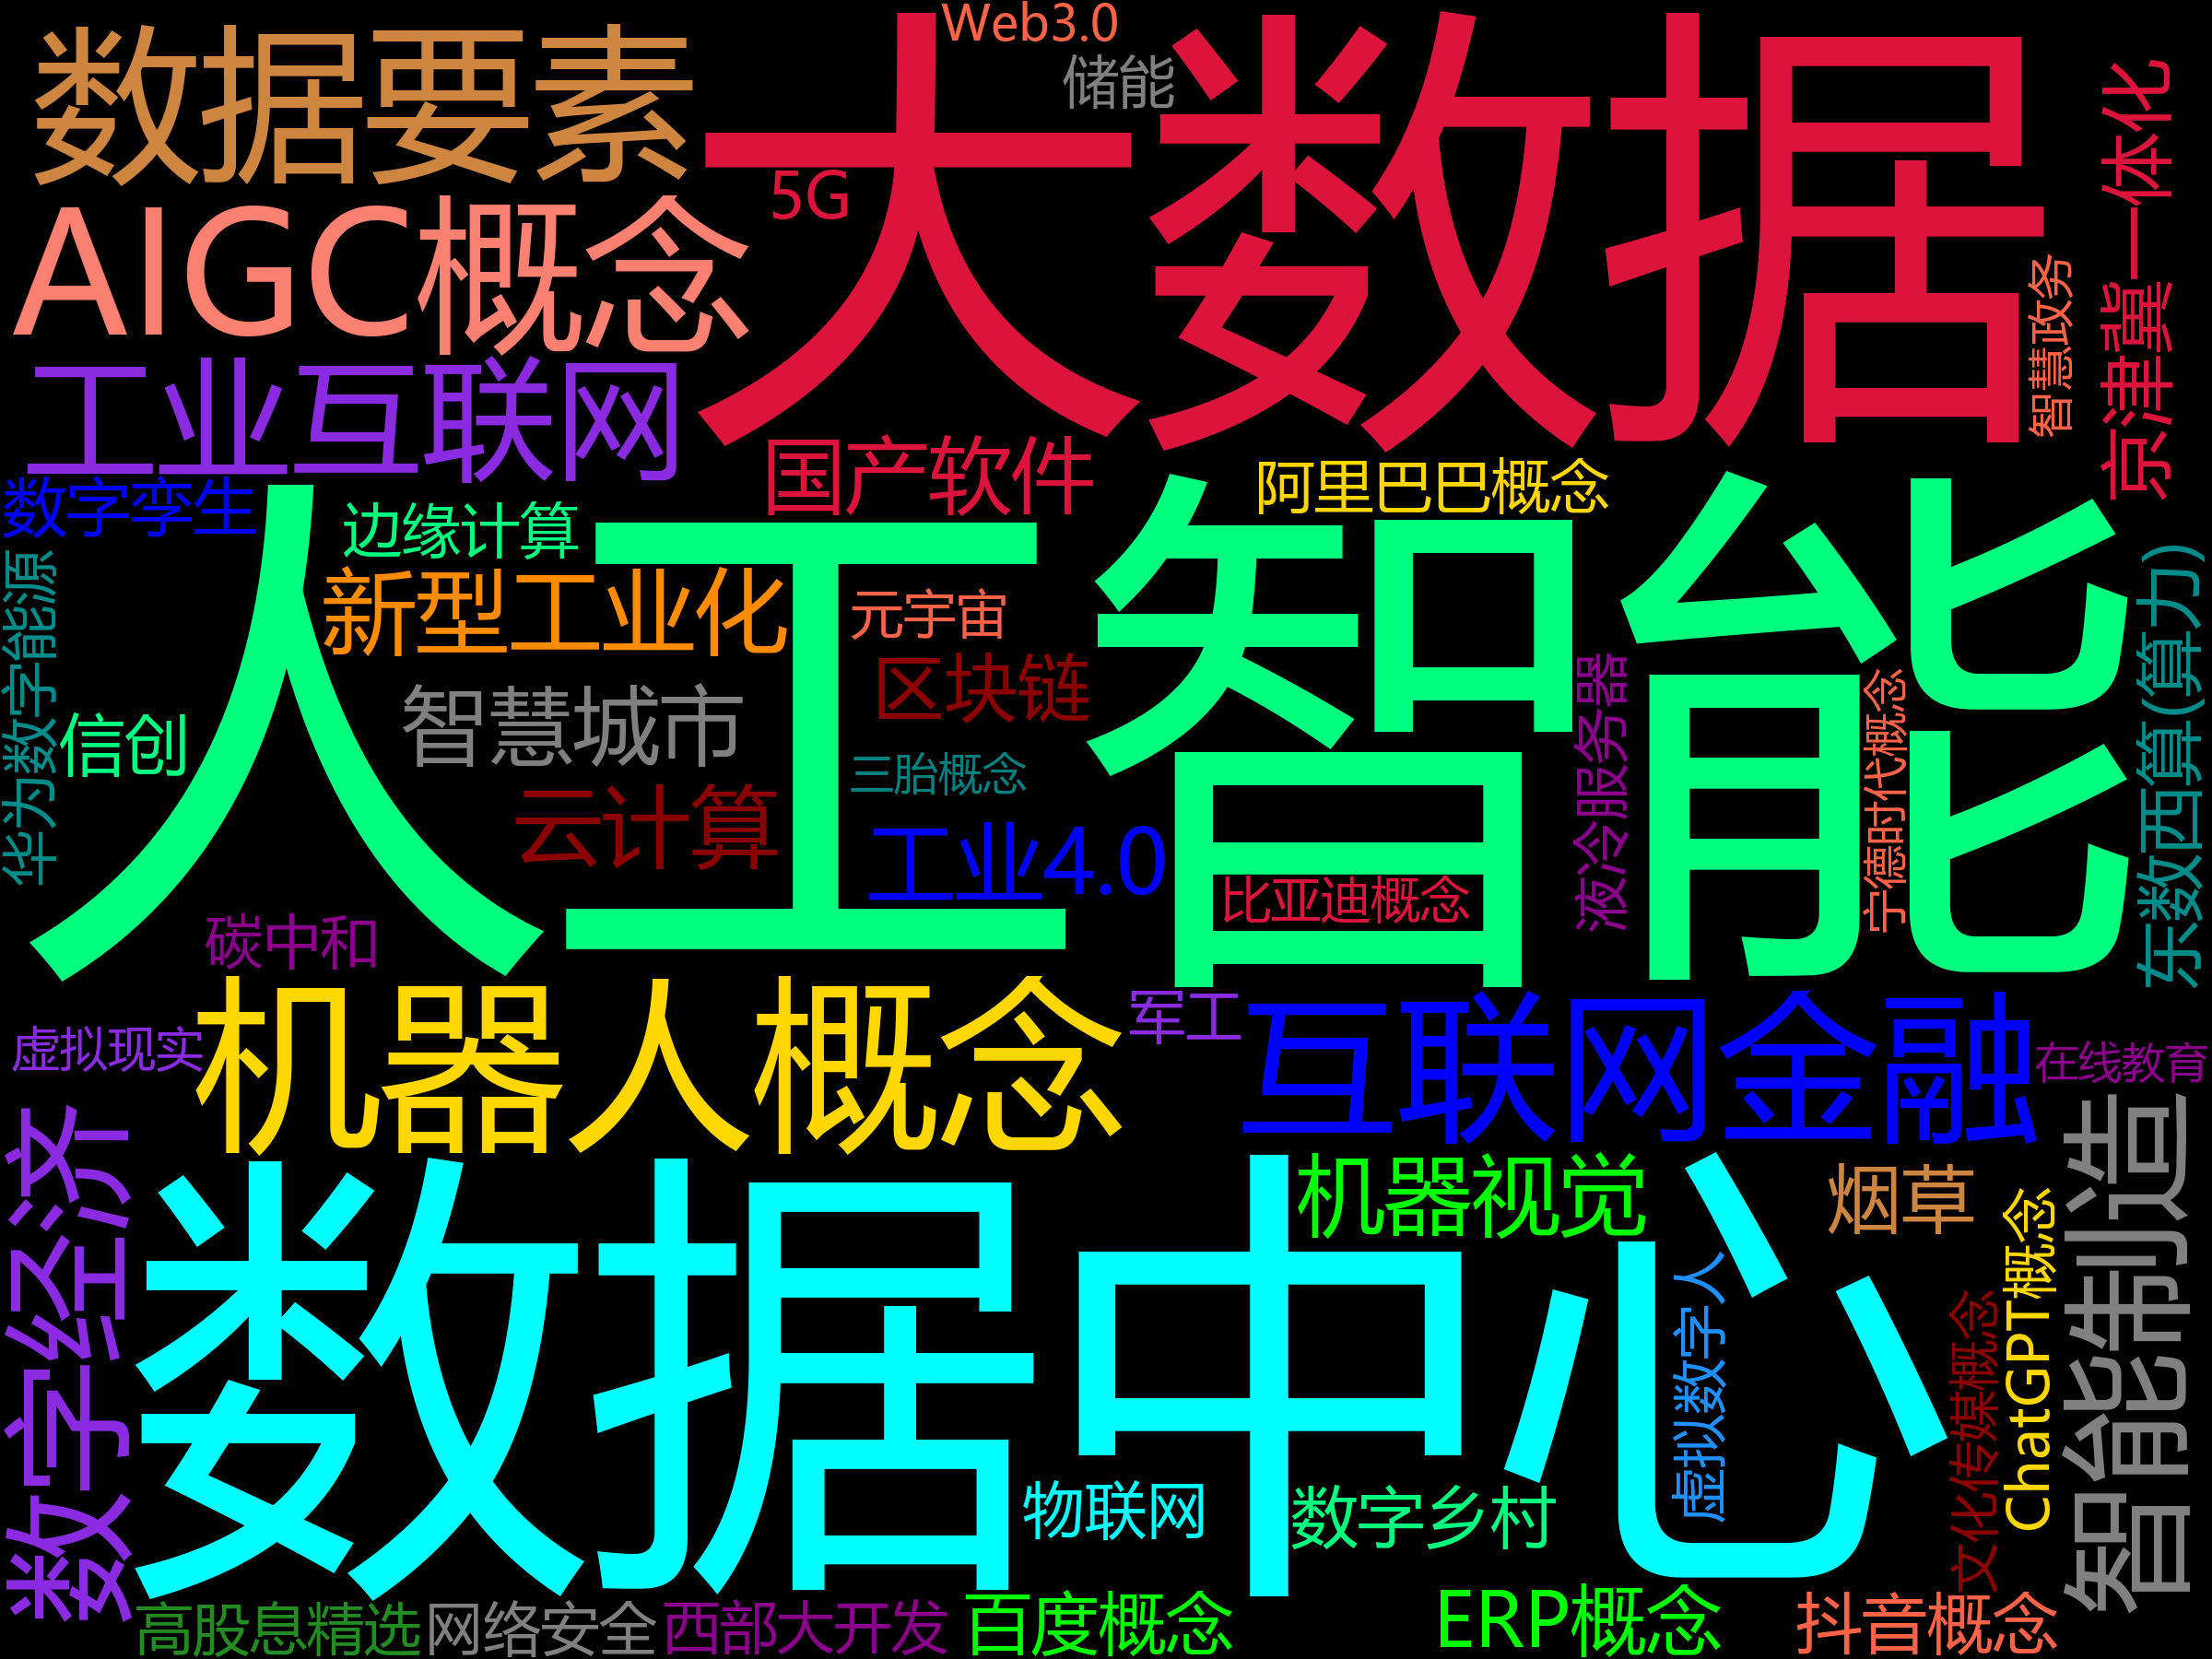 Web3.0
数据要素
大数据
储能
京津冀一体化
5G
AIGC概念
智慧政务
工业互联网
国产软件
阿里巴巴概念
数字孪生
边缘计算
人工智能
华为数字能源
新型工业化
元宇宙
东数西算(算力)
区块链
液冷服务器
宁德时代概念
智慧城市
信创
三胎概念
云计算
工业4.0
比亚迪概念
碳中和
机器人概念
军工
互联网金融
虚拟现实
在线教育
数字经济
智能制造
数据中心
机器视觉
烟草
ChatGPT概念
虚拟数字人
文化传媒概念
物联网
数字乡村
高股息精选
网络安全
西部大开发
百度概念
ERP概念
抖音概念